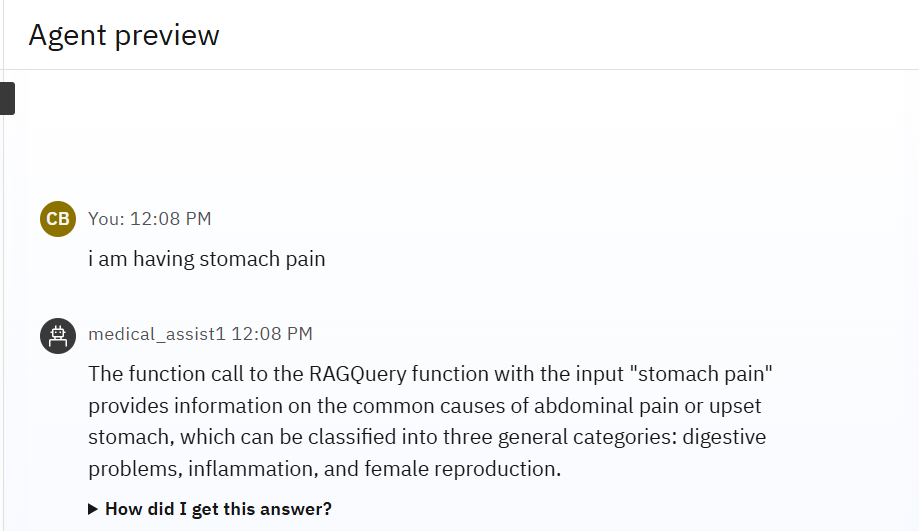 Agent preview
CB You: 12:08 PM
i am having stomach pain
medical_assist1 12:08 PM
The function call to the RAGQuery function with the input "stomach pain"
provides information on the common causes of abdominal pain or upset
stomach, which can be classified into three general categories: digestive
problems, inflammation, and female reproduction.
How did I get this answer?